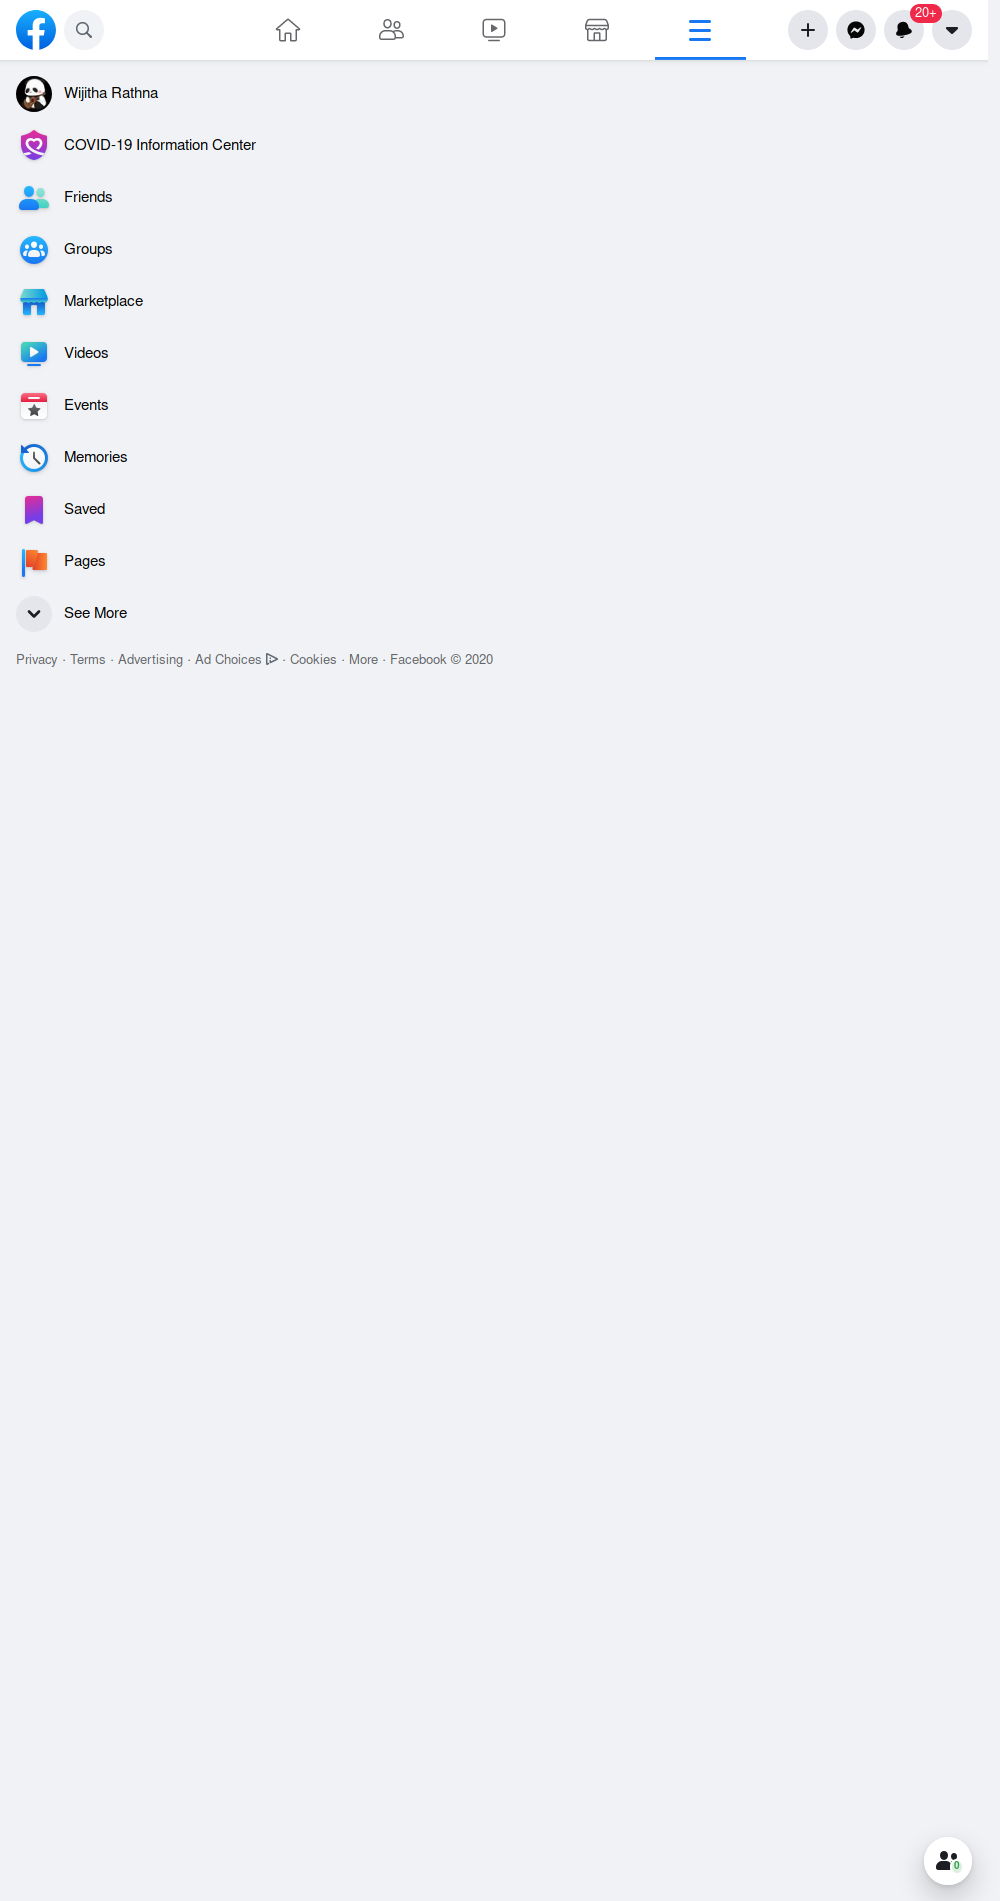 20+
Wijitha Rathna
COVID-19 Information Center
Friends
Groups
Marketplace
Videos
Events
Memories
Saved
Pages
See More
Privacy · Terms · Advertising · Ad Choices · Cookies · More · Facebook © 2020
0